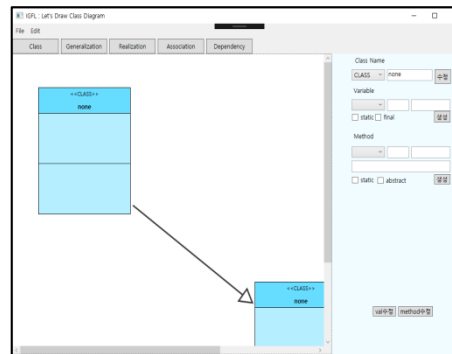 IGFL : Let's Draw Class Diagram
File Edit
Class Generalization Realization Association Dependency
Class Name
CLASS none 수정
Variable
static final 생성
Method
static abstract 생성
<<CLASS>>
none
<<CLASS>>
none
val수정 method수정